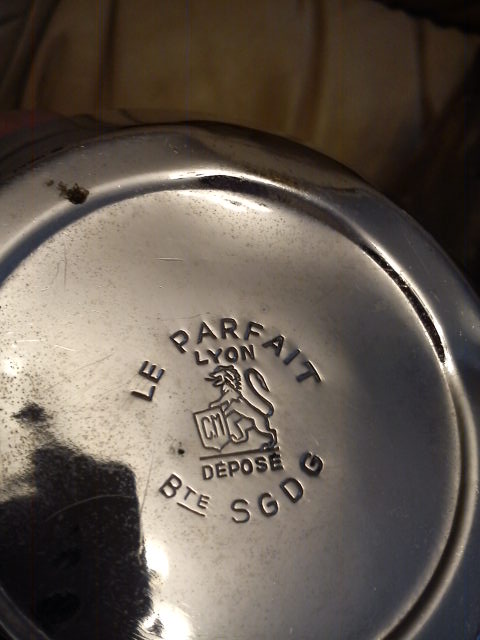 LE PARFAIT
LYON
CM
DÉPOSÉ
BTE SGDG